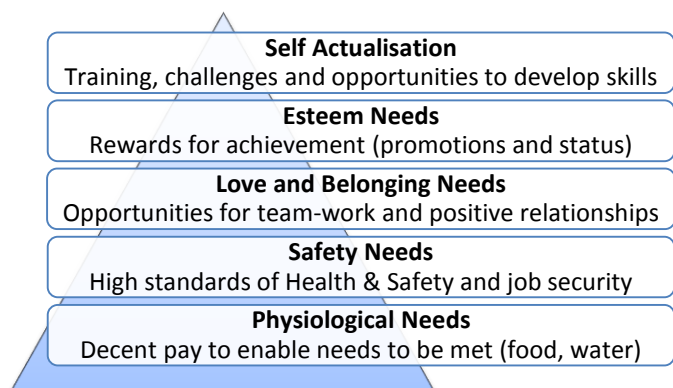 Self Actualisation
Training, challenges and opportunities to develop skills
Esteem Needs
Rewards for achievement (promotions and status)
Love and Belonging Needs
Opportunities for team-work and positive relationships
Safety Needs
High standards of Health & Safety and job security
Physiological Needs
Decent pay to enable needs to be met (food, water)